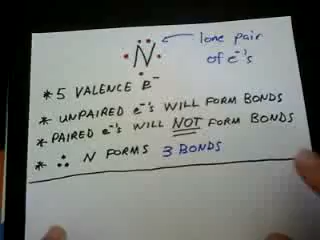 lone pair
N of e⁻'s
* 5 VALENCE e⁻
* UNPAIRED e⁻'s WILL FORM BONDS
* PAIRED e⁻'s WILL NOT FORM BONDS
* ∴ N FORMS 3 BONDS